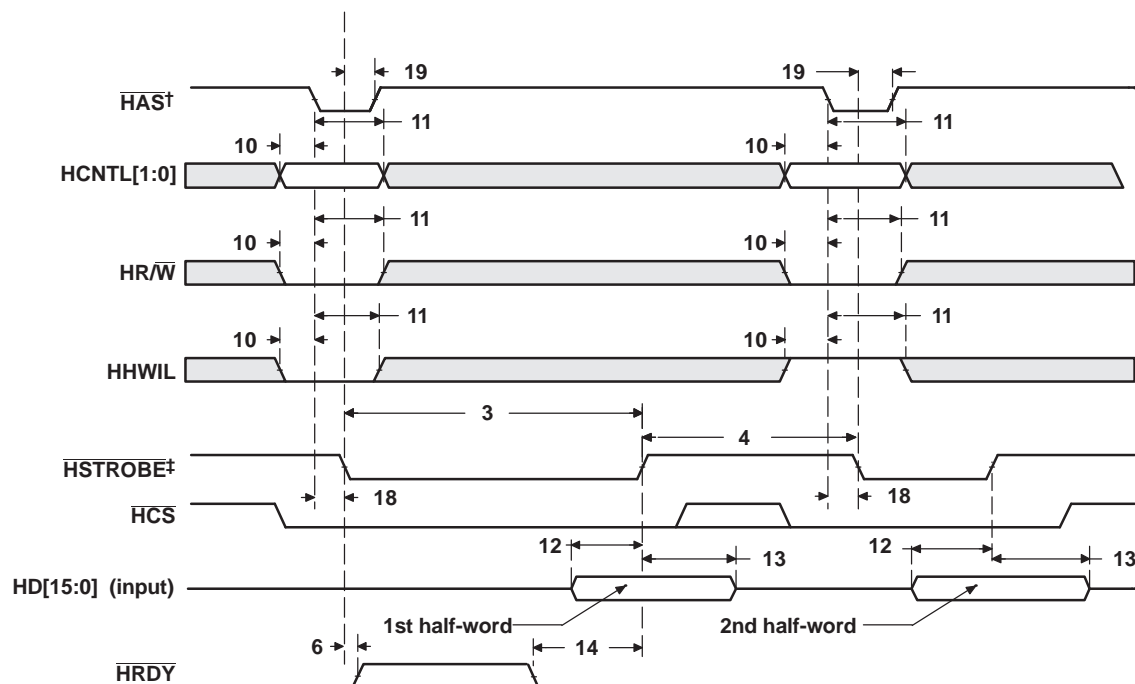 19 19
HAS†
11 11
10 10
HCNTL[1:0]
11 11
10 10
HR/W
11 11
10 10
HHWIL
3
4
HSTROBE‡
18 18
HCS
12 12
13 13
HD[15:0] (input)
1st half-word 2nd half-word
6 14
HRDY